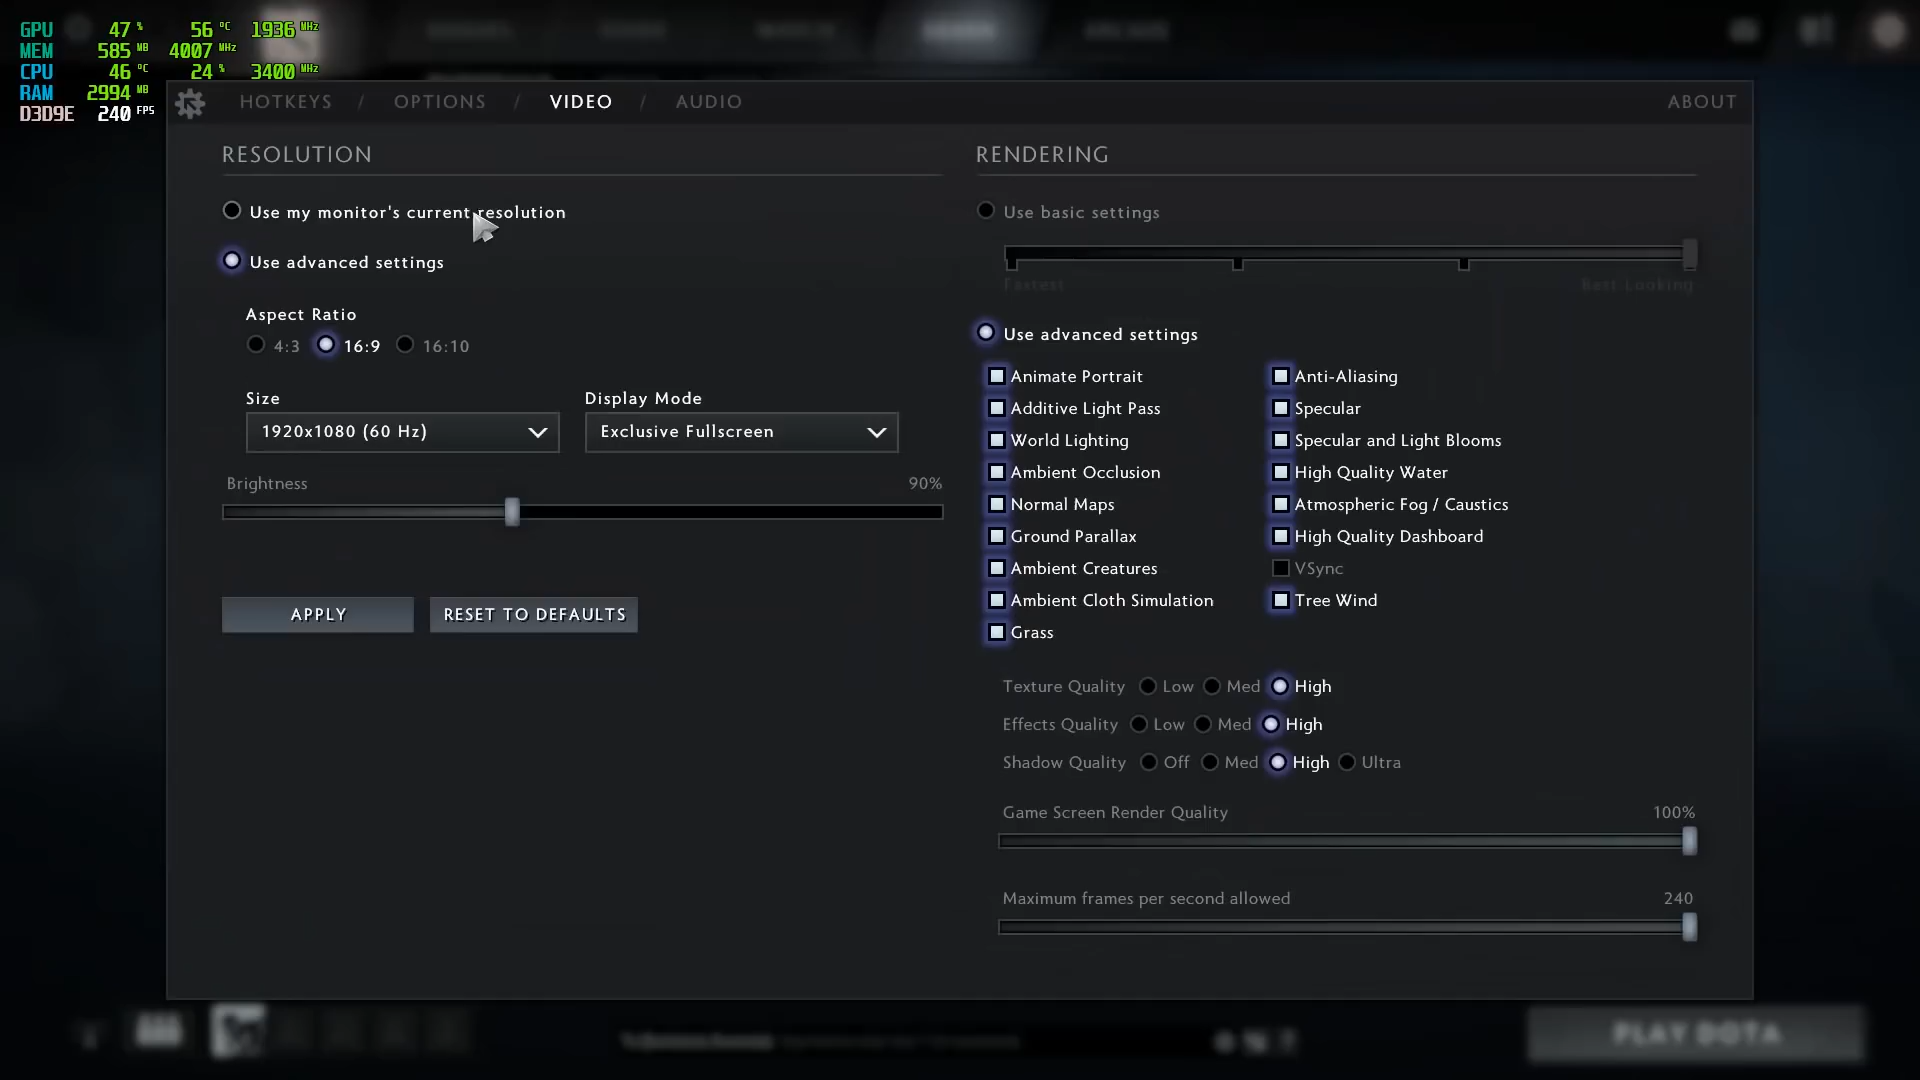 GPU 47 % 56 °C 1936 MHz
MEM 585 MB 4007 MHz
CPU 46 °C 24 % 3400 MHz
RAM 2994 MB
D3D9E 240 FPS
HOTKEYS / OPTIONS / VIDEO / AUDIO ABOUT
RESOLUTION
Use my monitor's current resolution
Use advanced settings
Aspect Ratio
4:3 16:9 16:10
Size Display Mode
1920x1080 (60 Hz) Exclusive Fullscreen
Brightness 90%
APPLY RESET TO DEFAULTS
RENDERING
Use basic settings
Fastest Best Looking
Use advanced settings
Animate Portrait Anti-Aliasing
Additive Light Pass Specular
World Lighting Specular and Light Blooms
Ambient Occlusion High Quality Water
Normal Maps Atmospheric Fog / Caustics
Ground Parallax High Quality Dashboard
Ambient Creatures VSync
Ambient Cloth Simulation Tree Wind
Grass
Texture Quality Low Med High
Effects Quality Low Med High
Shadow Quality Off Med High Ultra
Game Screen Render Quality 100%
Maximum frames per second allowed 240
PLAY DOTA